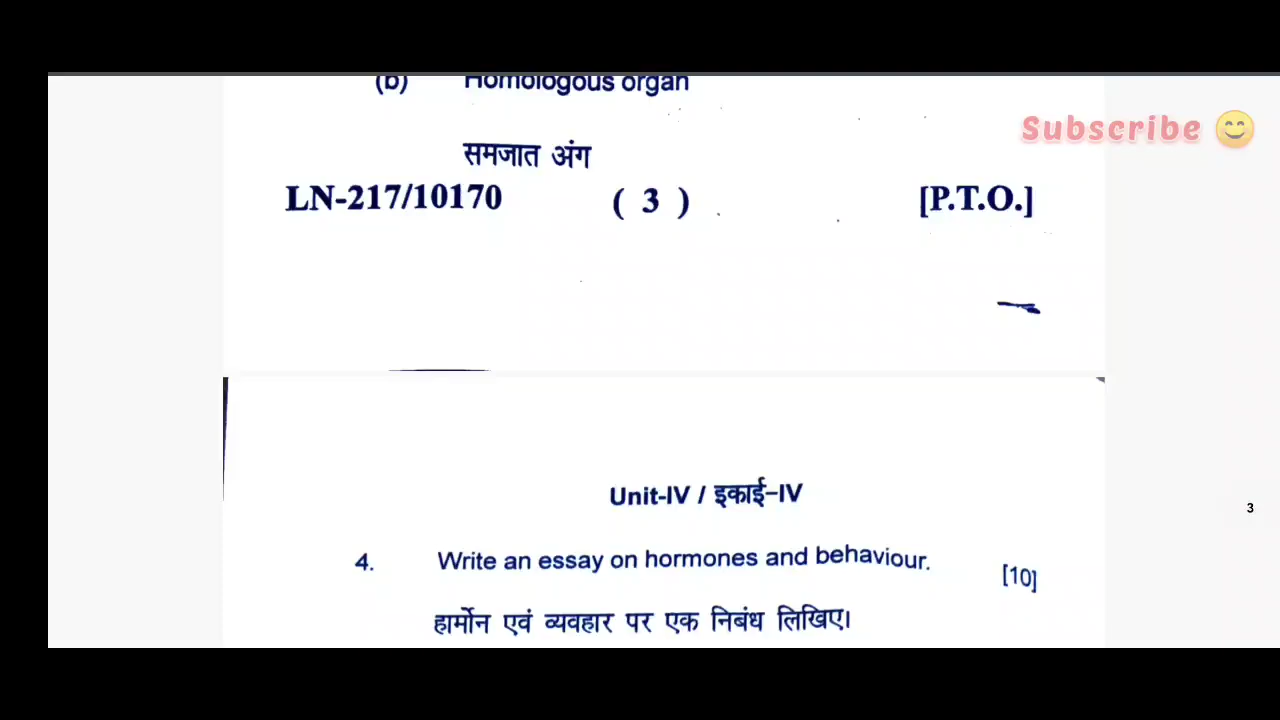 (b) Homologous organ
Subscribe 😊
समजात अंग
LN-217/10170 ( 3 ) [P.T.O.]
Unit-IV / इकाई-IV
3
4. Write an essay on hormones and behaviour. [10]
हार्मोन एवं व्यवहार पर एक निबंध लिखिए।